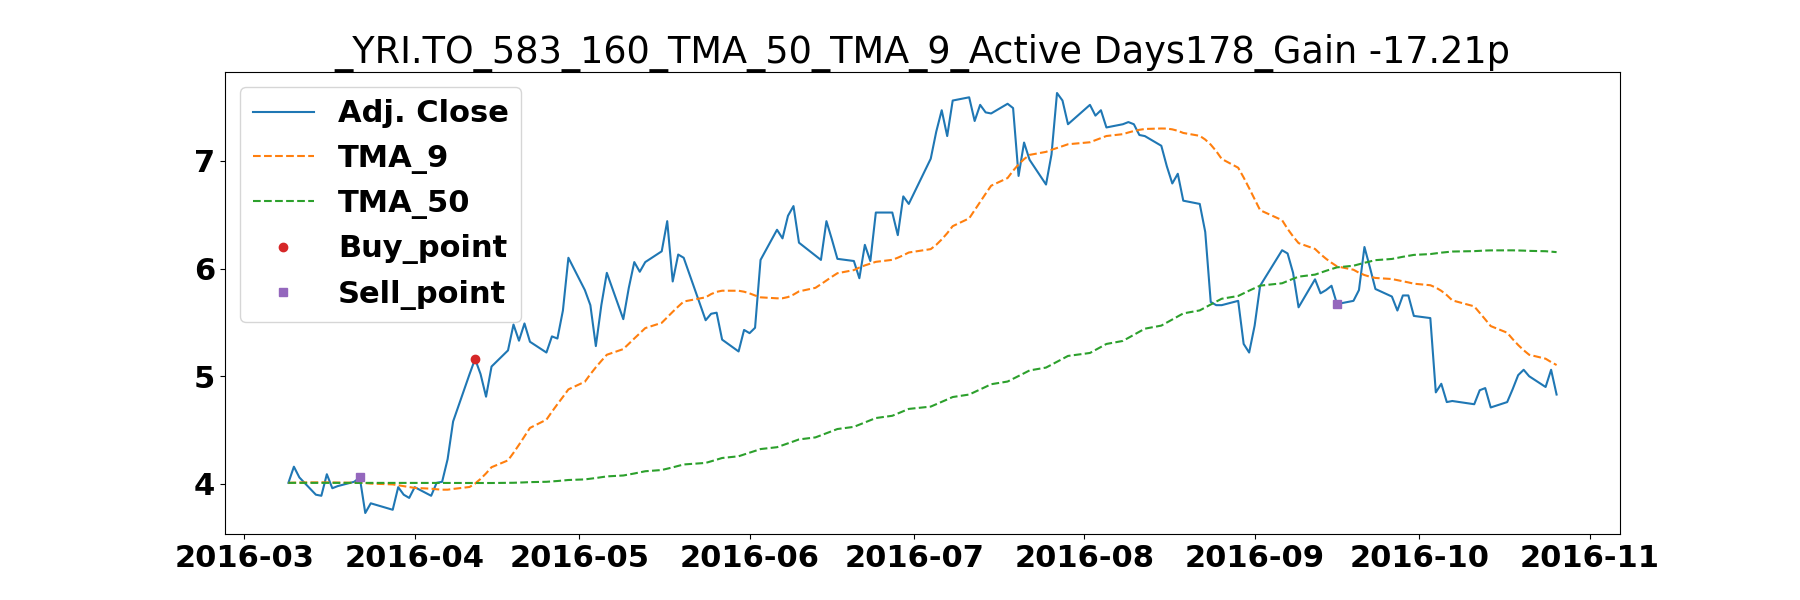 _YRI.TO_583_160_TMA_50_TMA_9_Active Days178_Gain -17.21p
Adj. Close
TMA_9
TMA_50
Buy_point
Sell_point
7
6
5
4
2016-03 2016-04 2016-05 2016-06 2016-07 2016-08 2016-09 2016-10 2016-11